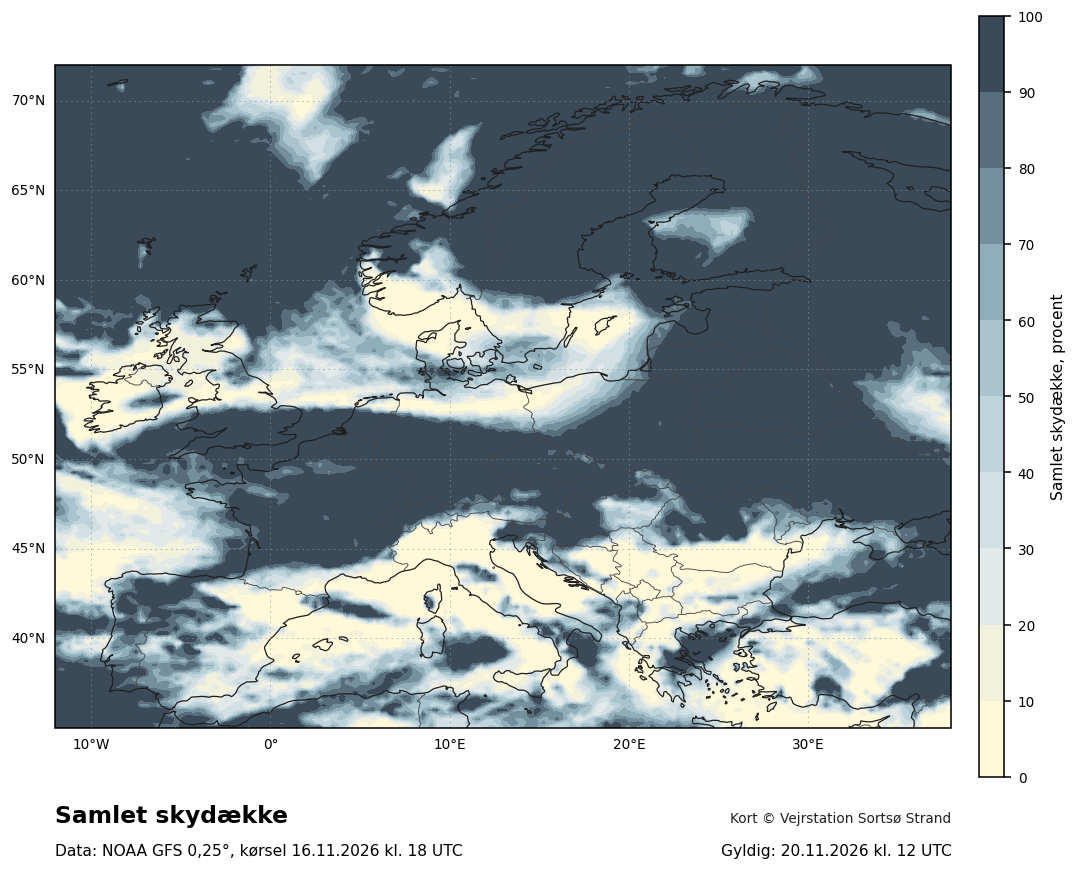 100
90
80
70
60
50
40
30
20
10
0
Samlet skydække, procent
70°N
65°N
60°N
55°N
50°N
45°N
40°N
10°W
0°
10°E
20°E
30°E
Samlet skydække
Kort © Vejrstation Sortsø Strand
Data: NOAA GFS 0,25°, kørsel 16.11.2026 kl. 18 UTC
Gyldig: 20.11.2026 kl. 12 UTC